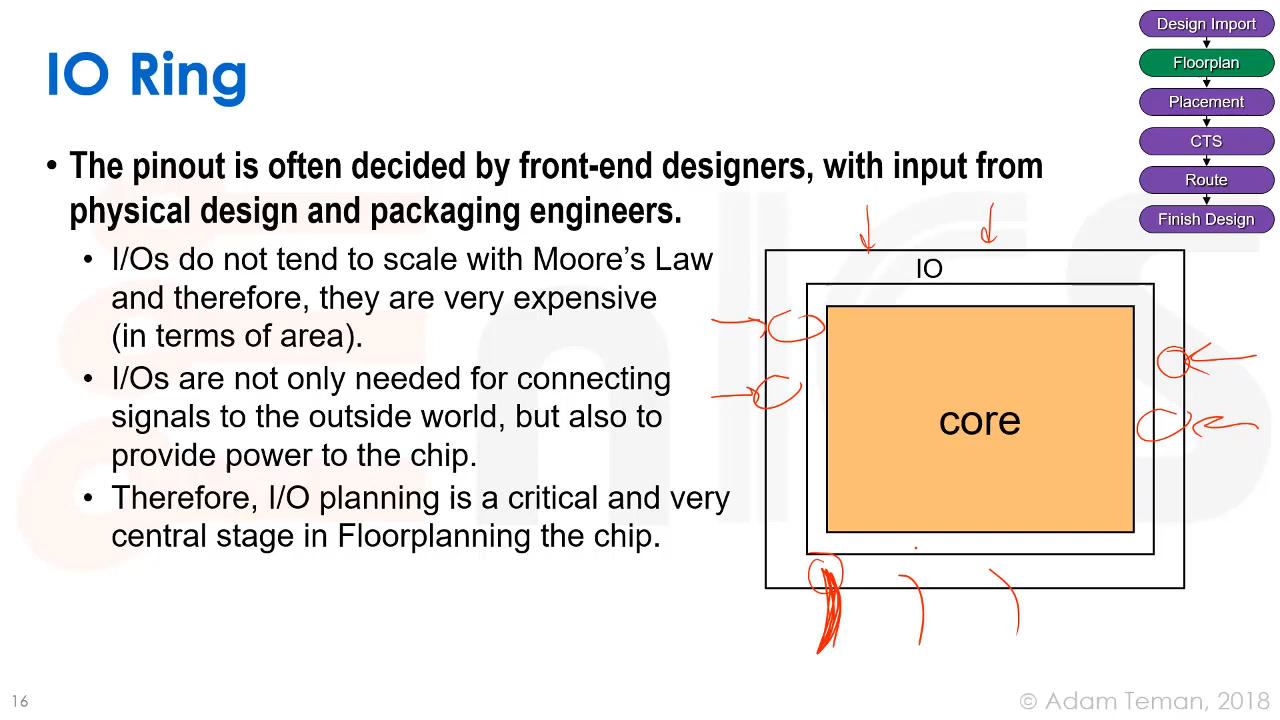 IO Ring
• The pinout is often decided by front-end designers, with input from
physical design and packaging engineers.
• I/Os do not tend to scale with Moore's Law
and therefore, they are very expensive
(in terms of area).
• I/Os are not only needed for connecting
signals to the outside world, but also to
provide power to the chip.
• Therefore, I/O planning is a critical and very
central stage in Floorplanning the chip.
Design Import
Floorplan
Placement
CTS
Route
Finish Design
IO
core
16
© Adam Teman, 2018